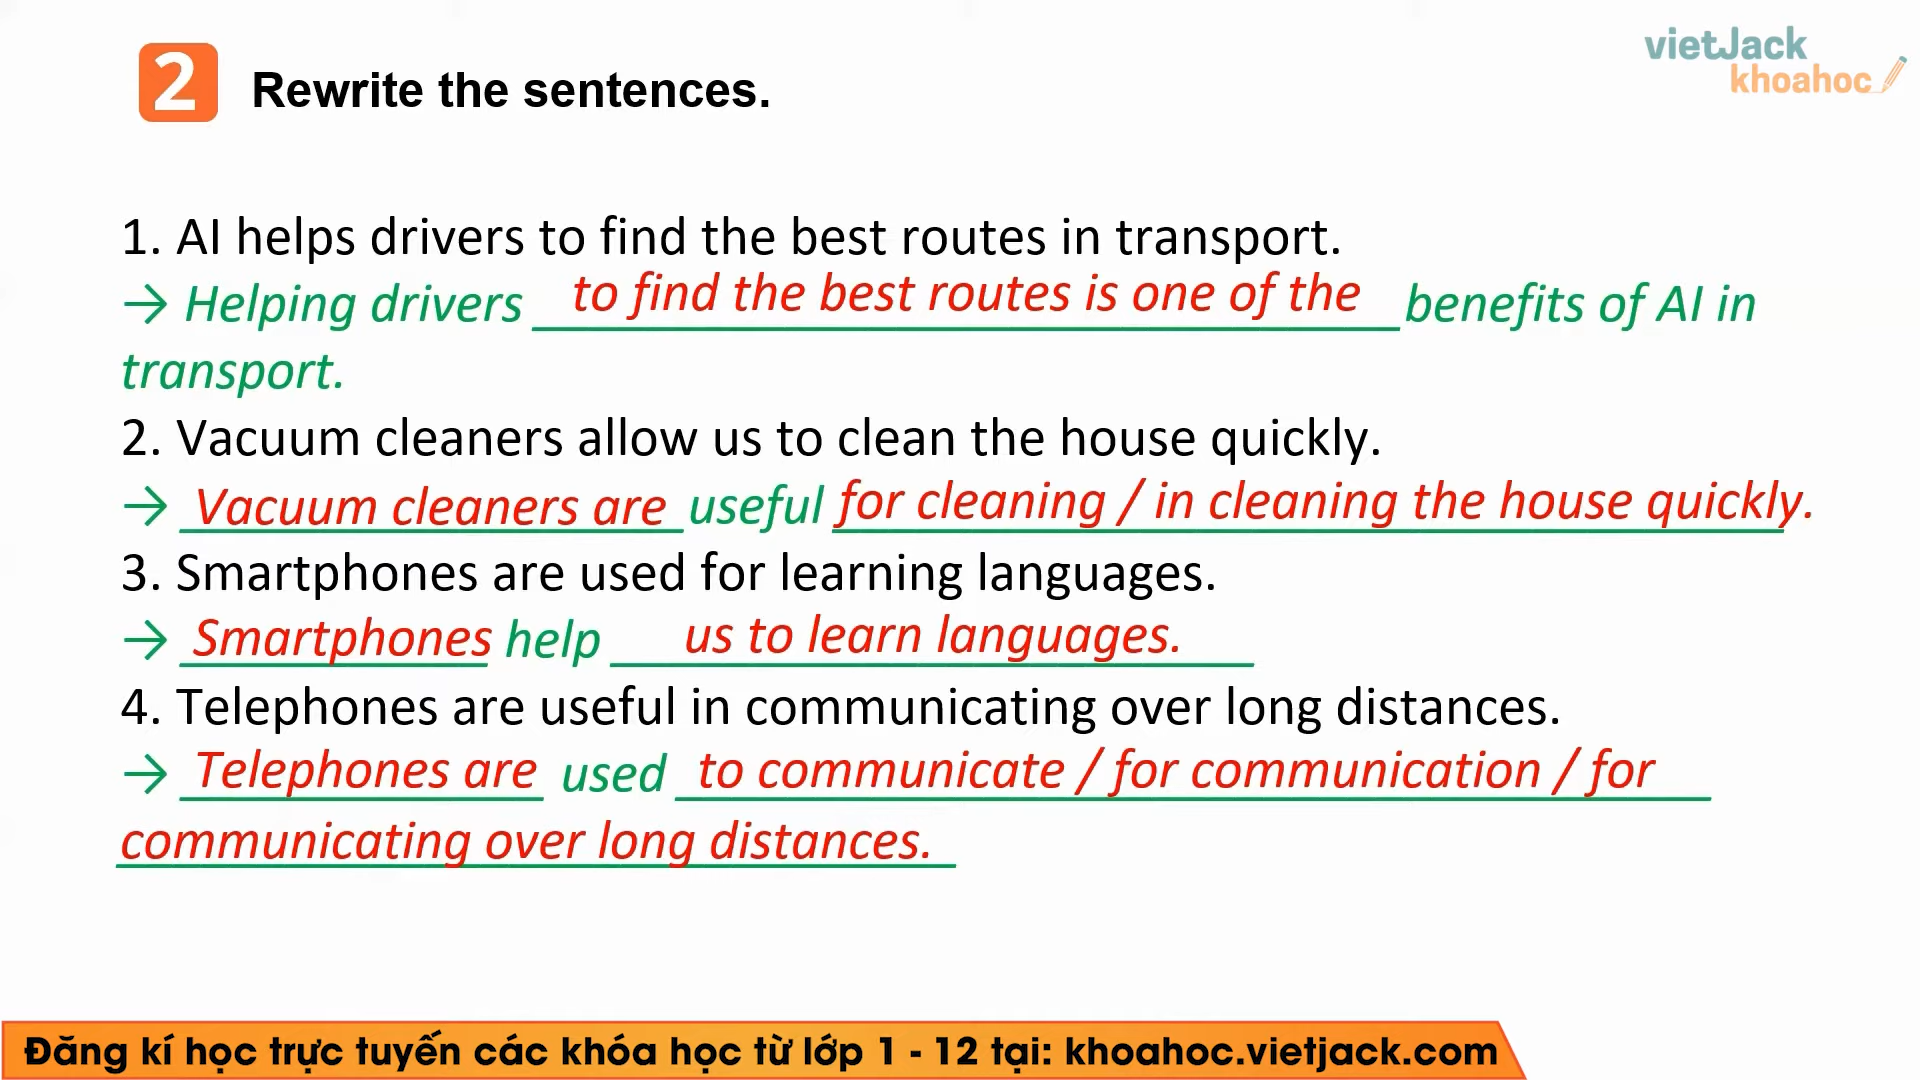 vietJack
khoahoc
2 Rewrite the sentences.
1. AI helps drivers to find the best routes in transport.
→ Helping drivers to find the best routes is one of the benefits of AI in
transport.
2. Vacuum cleaners allow us to clean the house quickly.
→ Vacuum cleaners are useful for cleaning / in cleaning the house quickly.
3. Smartphones are used for learning languages.
→ Smartphones help us to learn languages.
4. Telephones are useful in communicating over long distances.
→ Telephones are used to communicate / for communication / for
communicating over long distances.
Đăng kí học trực tuyến các khóa học từ lớp 1 - 12 tại: khoahoc.vietjack.com